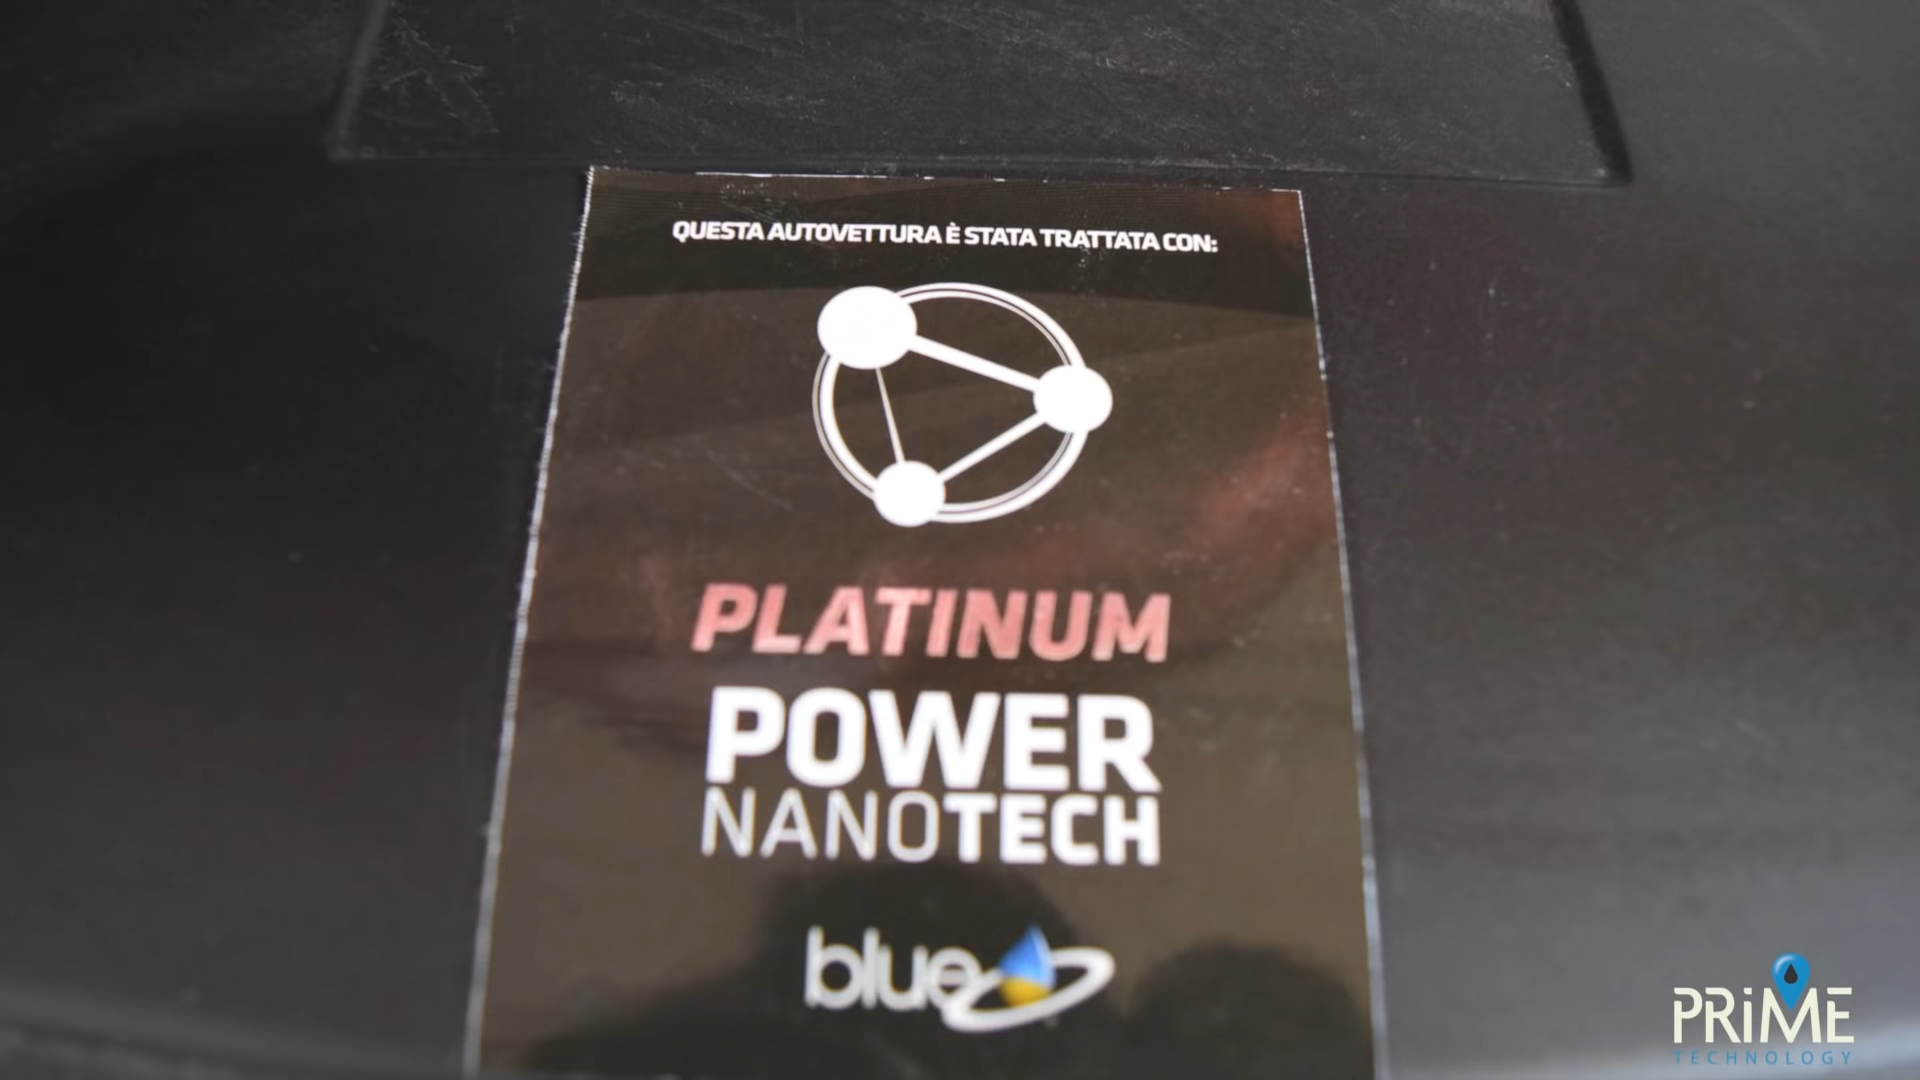 QUESTA AUTOVETTURA È STATA TRATTATA CON:
PLATINUM
POWER
NANOTECH
blue
PRiME
TECHNOLOGY